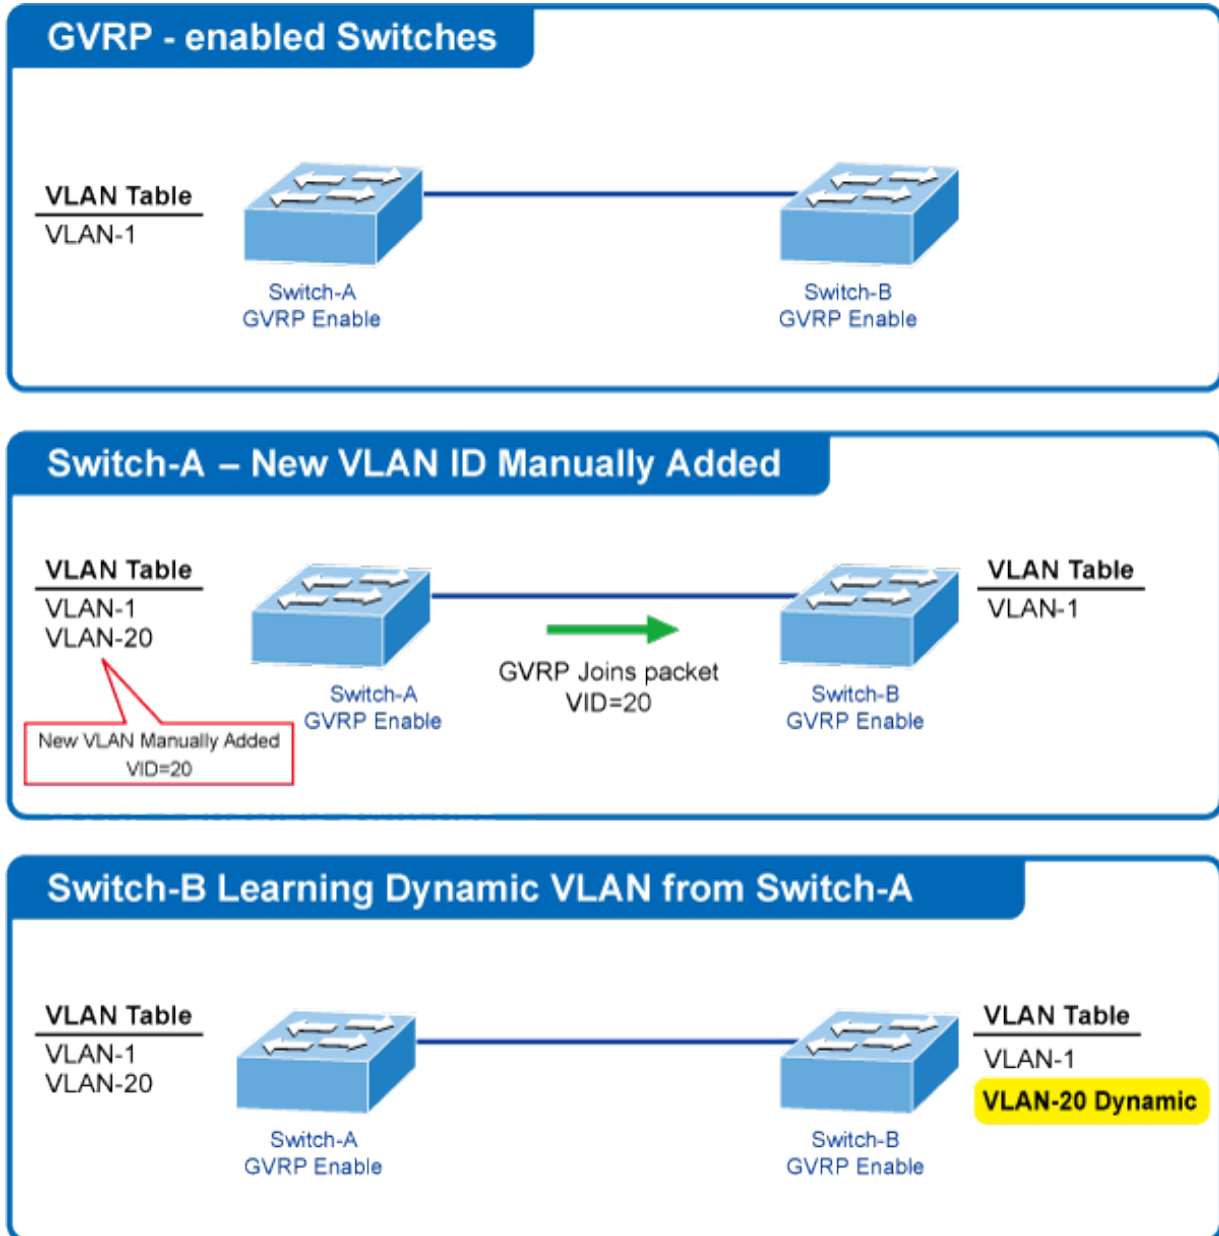 GVRP - enabled Switches
VLAN Table
VLAN-1
Switch-A
GVRP Enable
Switch-B
GVRP Enable
Switch-A – New VLAN ID Manually Added
VLAN Table
VLAN-1
VLAN-20
New VLAN Manually Added
VID=20
Switch-A
GVRP Enable
GVRP Joins packet
VID=20
Switch-B
GVRP Enable
VLAN Table
VLAN-1
Switch-B Learning Dynamic VLAN from Switch-A
VLAN Table
VLAN-1
VLAN-20
Switch-A
GVRP Enable
Switch-B
GVRP Enable
VLAN Table
VLAN-1
VLAN-20 Dynamic